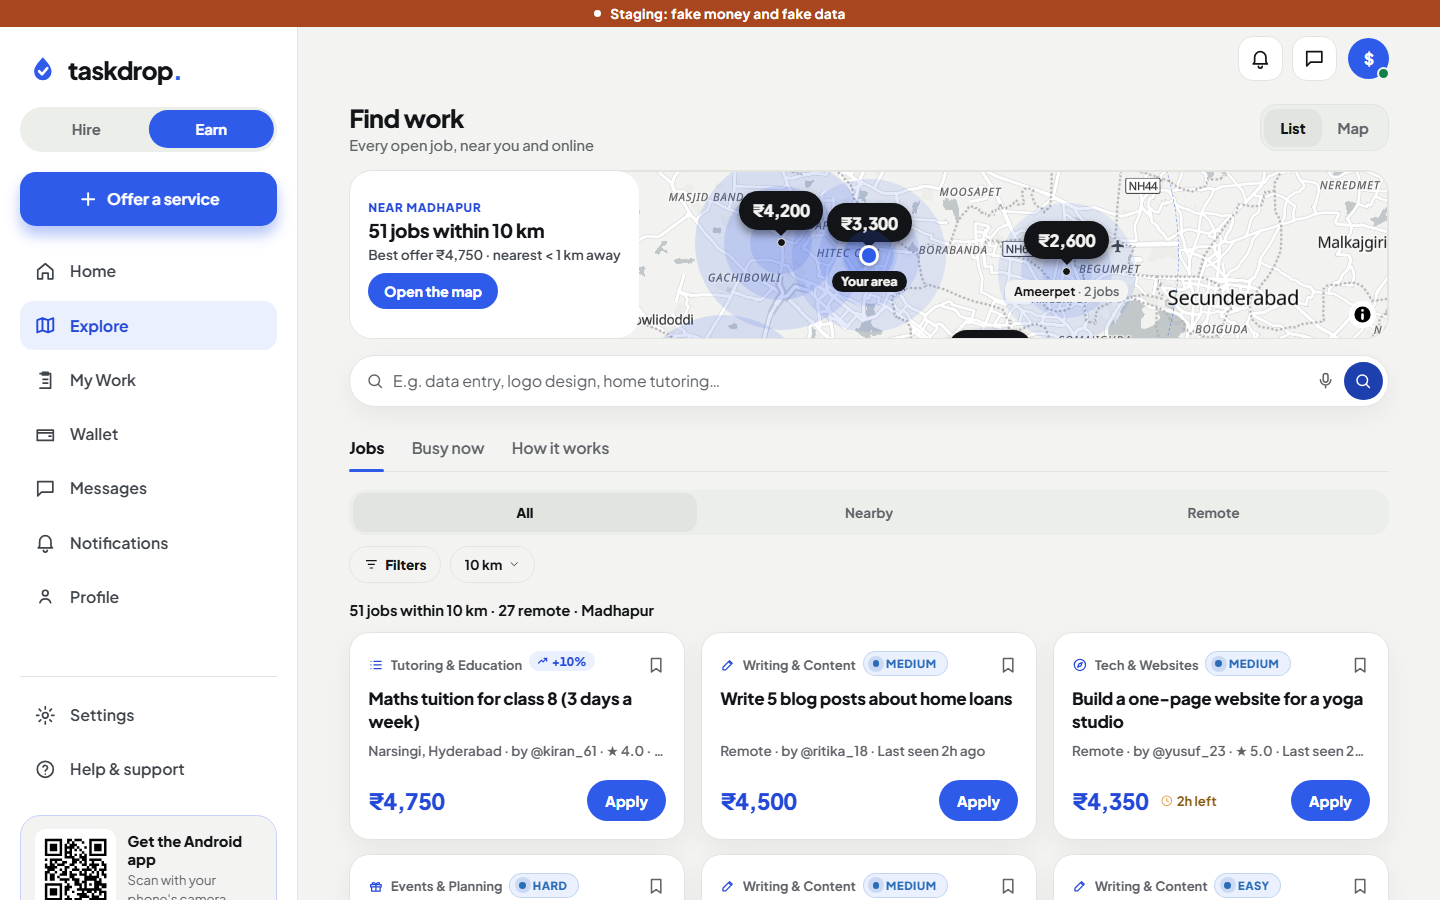 Staging: fake money and fake data
taskdrop.
Hire
Earn
+ Offer a service
Home
Explore
My Work
Wallet
Messages
Notifications
Profile
Settings
Help & support
Get the Android
app
Scan with your
phone's camera
$
Find work
Every open job, near you and online
List
Map
NEAR MADHAPUR
51 jobs within 10 km
Best offer ₹4,750 · nearest < 1 km away
Open the map
MASJID BAND
₹4,200
₹3,300
MOOSAPET
NH44
NEREDMET
HITEC C
BORABANDA
₹2,600
Malkajgiri
GACHIBOWLI
Your area
BEGUMPET
Ameerpet · 2 jobs
Secunderabad
owlidoddi
BOIGUDA
N
E.g. data entry, logo design, home tutoring...
Jobs
Busy now
How it works
All
Nearby
Remote
Filters
10 km
51 jobs within 10 km · 27 remote · Madhapur
Tutoring & Education
+10%
Maths tuition for class 8 (3 days a
week)
Narsingi, Hyderabad · by @kiran_61 · ★ 4.0 · ...
₹4,750
Apply
Writing & Content
MEDIUM
Write 5 blog posts about home loans
Remote · by @ritika_18 · Last seen 2h ago
₹4,500
Apply
Tech & Websites
MEDIUM
Build a one-page website for a yoga
studio
Remote · by @yusuf_23 · ★ 5.0 · Last seen 2...
₹4,350
2h left
Apply
Events & Planning
HARD
Writing & Content
MEDIUM
Writing & Content
EASY